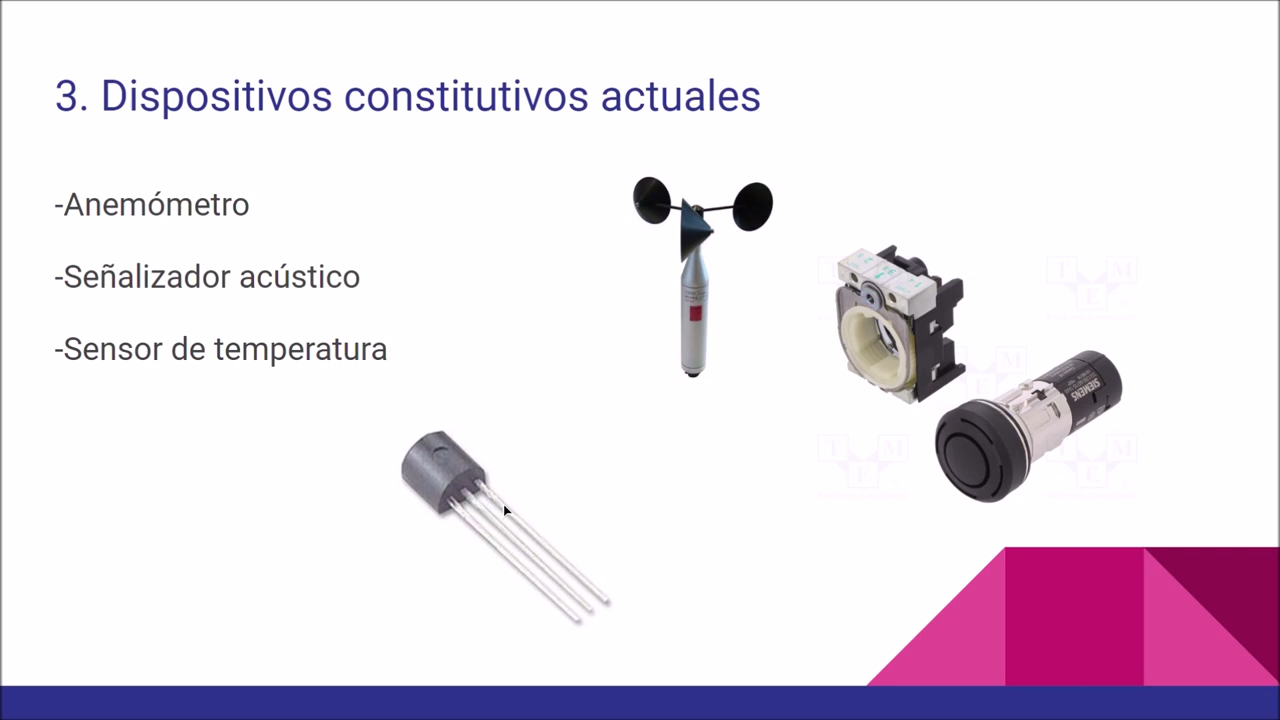 3. Dispositivos constitutivos actuales
-Anemómetro
-Señalizador acústico
-Sensor de temperatura
SIEMENS
T M
E
T M
E
T M
E
T M
E